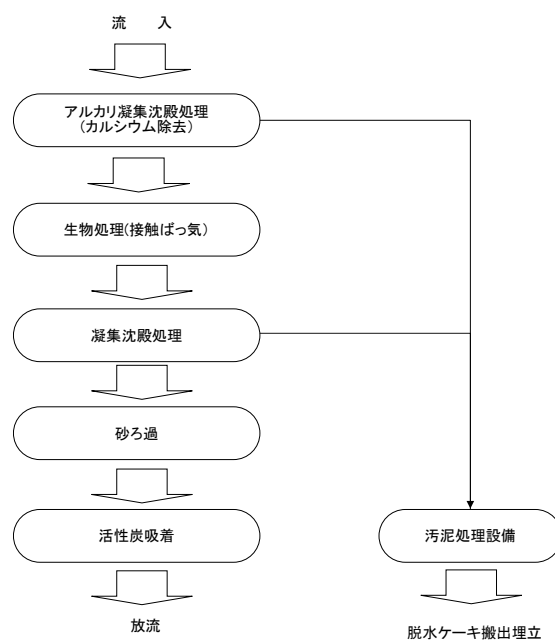 流　入
アルカリ凝集沈殿処理
(カルシウム除去)
生物処理(接触ばっ気)
凝集沈殿処理
砂ろ過
活性炭吸着
汚泥処理設備
放流
脱水ケーキ搬出埋立